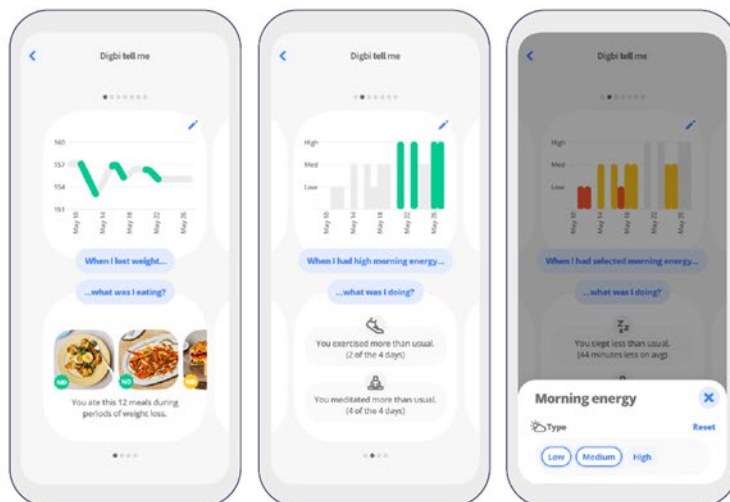 Digbi tell me
160
157
154
151
May 10
May 14
May 18
May 22
May 26
When I lost weight...
...what was I eating?
ND
ND
ND
You ate this 12 meals during
periods of weight loss.
Digbi tell me
High
Med
Low
May 10
May 14
May 18
May 22
May 26
When I had high morning energy...
...what was I doing?
You exercised more than usual.
(2 of the 4 days)
You meditated more than usual.
(4 of the 4 days)
Digbi tell me
High
Med
Low
May 10
May 14
May 18
May 22
May 26
When I had selected morning energy...
...what was I doing?
You slept less than usual.
(44 minutes less on avg)
Morning energy
Type
Reset
Low
Medium
High